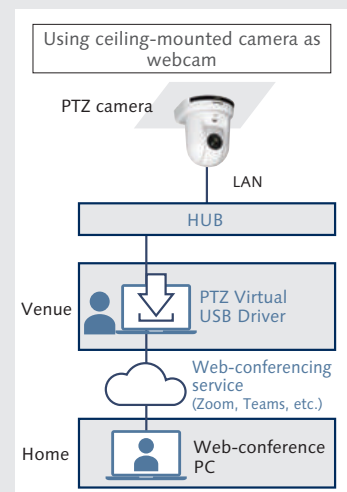 Using ceiling-mounted camera as
webcam
PTZ camera
LAN
HUB
Venue
PTZ Virtual
USB Driver
Web-conferencing
service
(Zoom, Teams, etc.)
Home
Web-conference
PC